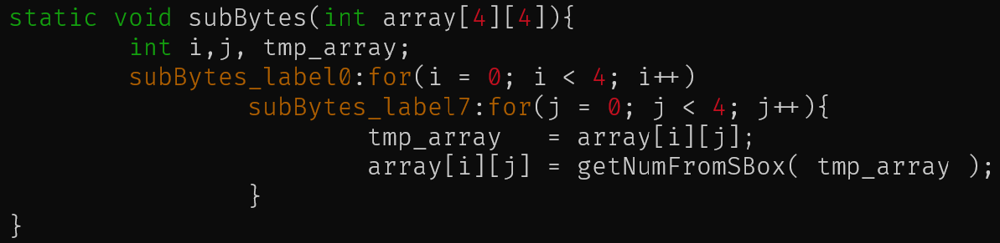 static void subBytes(int array[4][4]){
        int i,j, tmp_array;
        subBytes_label0:for(i = 0; i < 4; i++)
                subBytes_label7:for(j = 0; j < 4; j++){
                        tmp_array   = array[i][j];
                        array[i][j] = getNumFromSBox( tmp_array );
                }
}